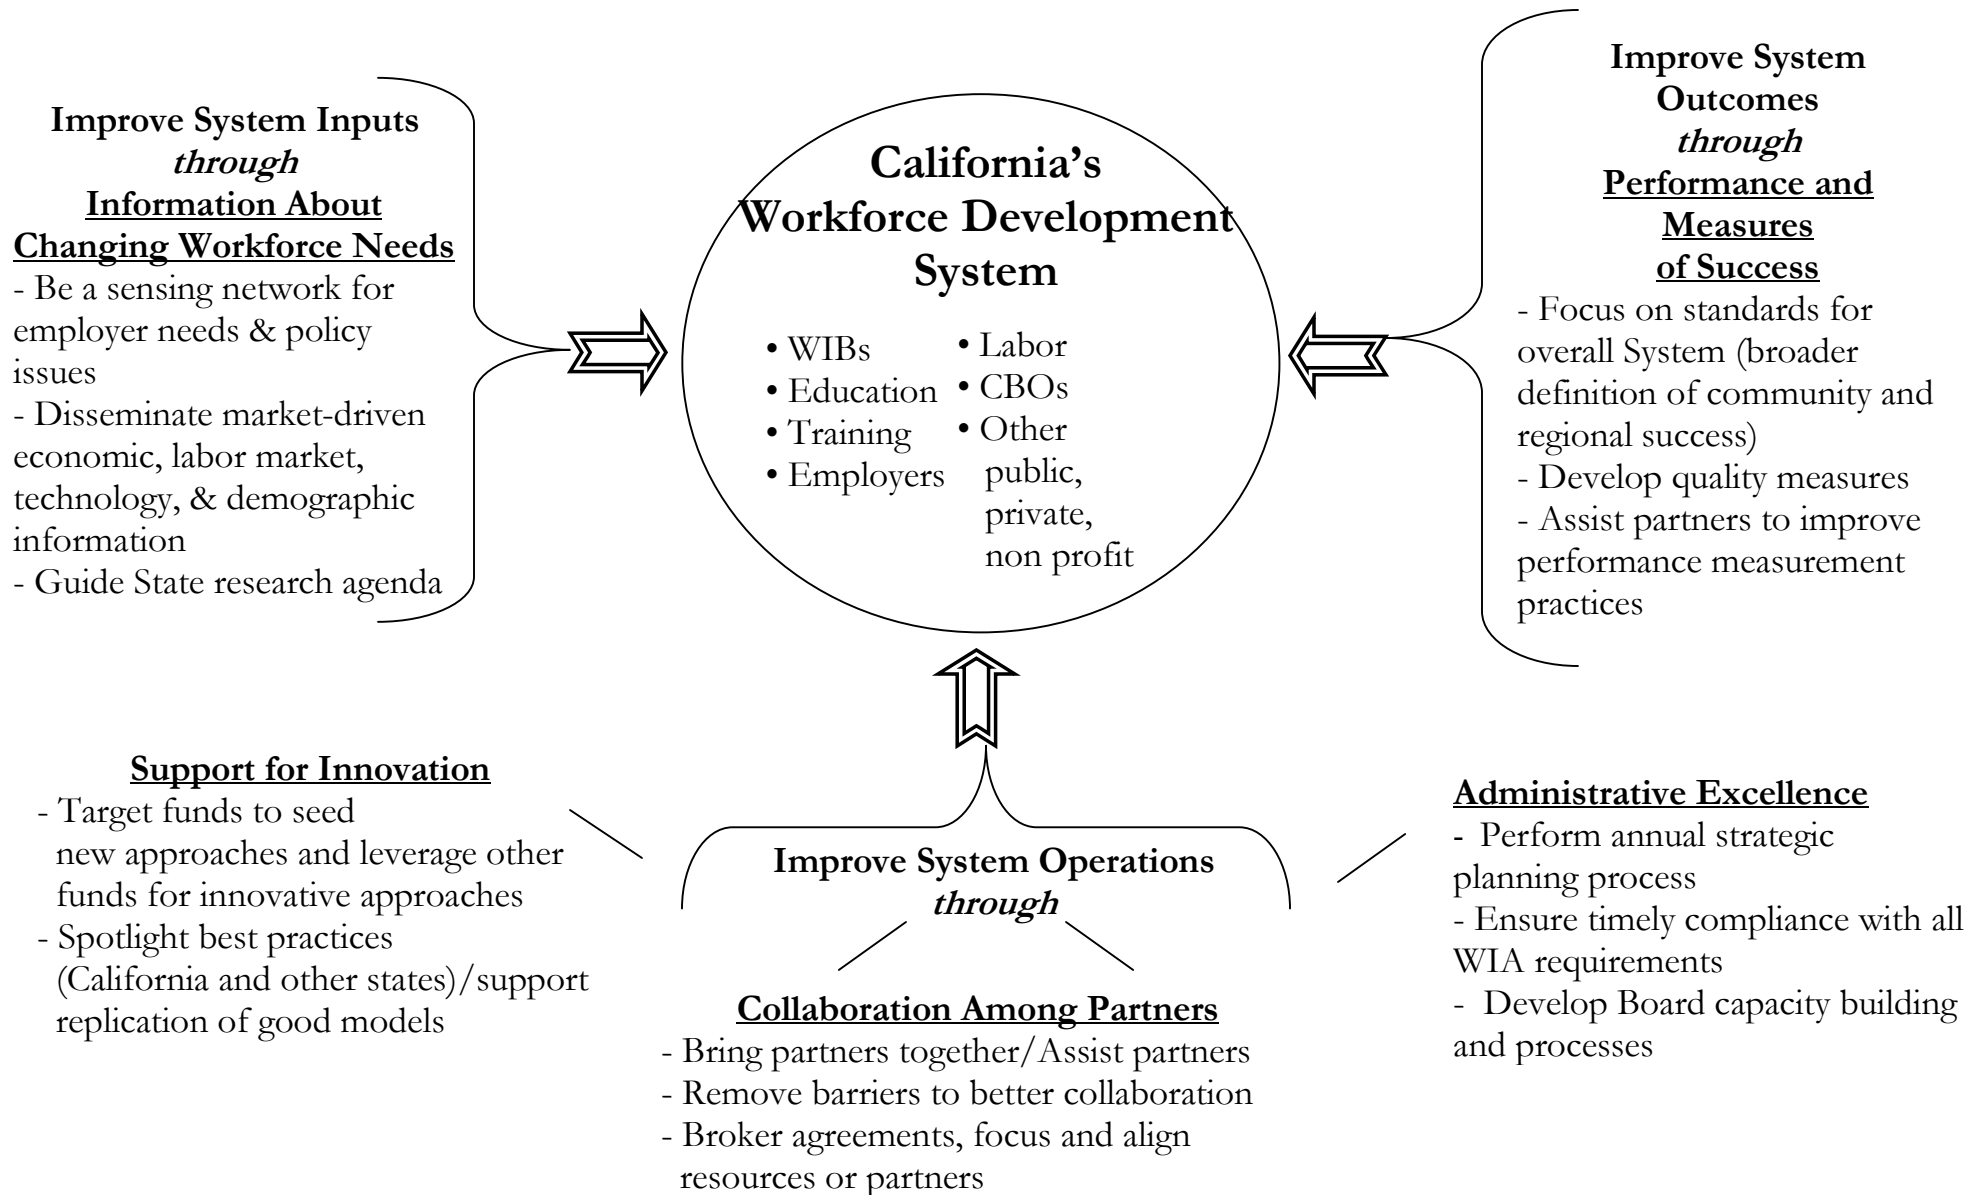 Improve System Inputs
through
Information About
Changing Workforce Needs
- Be a sensing network for
employer needs & policy
issues
- Disseminate market-driven
economic, labor market,
technology, & demographic
information
- Guide State research agenda
California’s
Workforce Development
System
• WIBs
• Education
• Training
• Employers
• Labor
• CBOs
• Other
public,
private,
non profit
Improve System
Outcomes
through
Performance and
Measures
of Success
- Focus on standards for
overall System (broader
definition of community and
regional success)
- Develop quality measures
- Assist partners to improve
performance measurement
practices
Support for Innovation
- Target funds to seed
new approaches and leverage other
funds for innovative approaches
- Spotlight best practices
(California and other states)/support
replication of good models
Improve System Operations
through
Collaboration Among Partners
- Bring partners together/Assist partners
- Remove barriers to better collaboration
- Broker agreements, focus and align
resources or partners
Administrative Excellence
- Perform annual strategic
planning process
- Ensure timely compliance with all
WIA requirements
- Develop Board capacity building
and processes